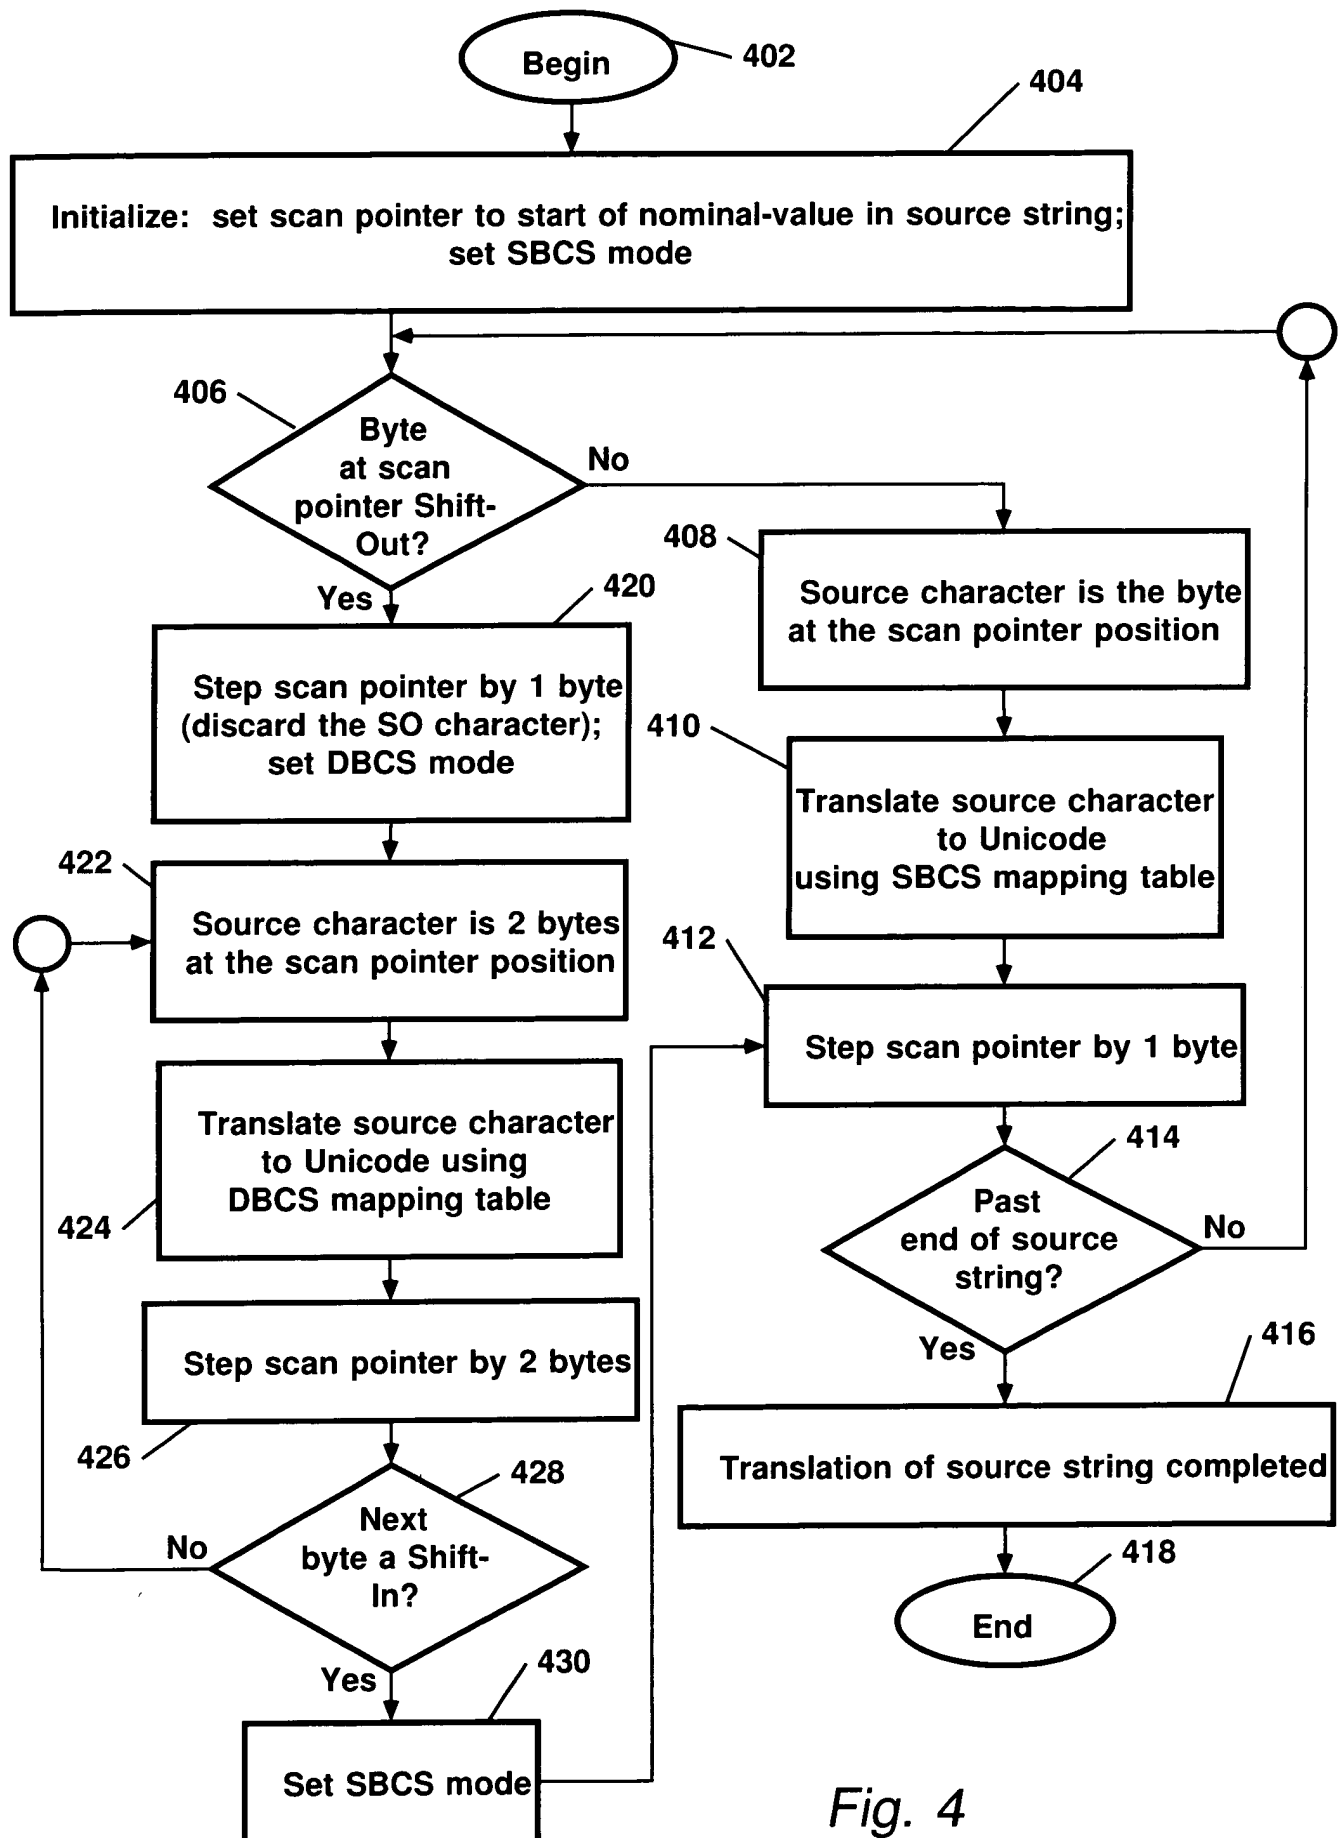 Begin
402
404
Initialize: set scan pointer to start of nominal-value in source string;
set SBCS mode
406
Byte
at scan
pointer Shift-
Out?
No
Yes
408
Source character is the byte
at the scan pointer position
420
Step scan pointer by 1 byte
(discard the SO character);
set DBCS mode
410
Translate source character
to Unicode
using SBCS mapping table
422
Source character is 2 bytes
at the scan pointer position
412
Step scan pointer by 1 byte
Translate source character
to Unicode using
DBCS mapping table
424
414
Past
end of source
string?
No
Yes
Step scan pointer by 2 bytes
426
416
Translation of source string completed
428
Next
byte a Shift-
In?
No
Yes
418
End
430
Set SBCS mode
Fig. 4